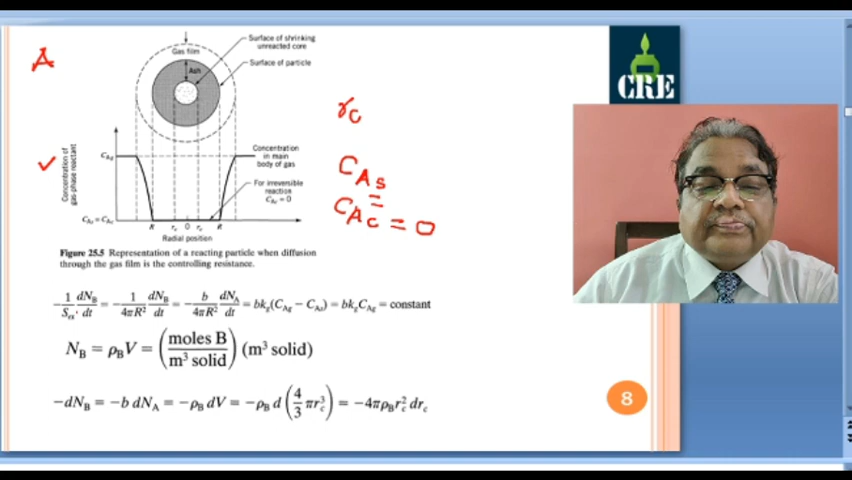 A
Surface of shrinking
unreacted core
Gas film
Surface of particle
Ash
CRE
r_c
✓
Concentration of
gas-phase reactant
C_Ag
Concentration
in main
body of gas
C_As
=
C_Ac = 0
For irreversible
reaction
C_Ac = 0
C_As = C_Ac
R r_c 0 r_c R
Radial position
Figure 25.5 Representation of a reacting particle when diffusion
through the gas film is the controlling resistance.
-1/S_ex · dN_B/dt = -1/4πR² dN_B/dt = -b/4πR² dN_A/dt = bk_g(C_Ag − C_As) = bk_gC_Ag = constant
N_B = ρ_BV = (moles B/m³ solid) (m³ solid)
−dN_B = −b dN_A = −ρ_B dV = −ρ_B d(4/3 πr_c³) = −4πρ_Br_c² dr_c
8